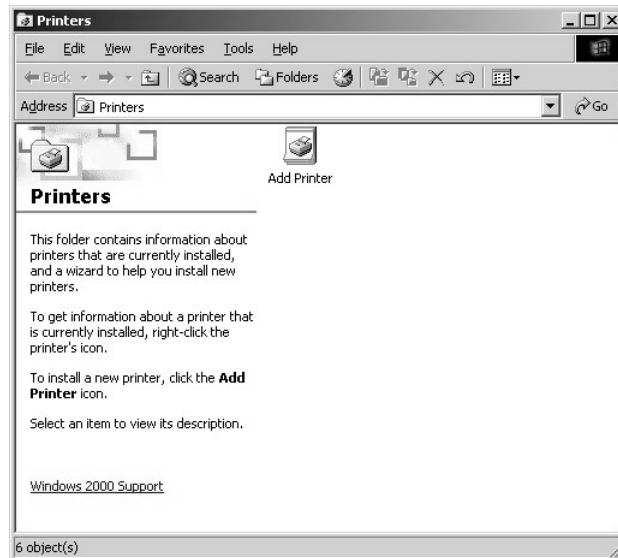 Printers
File Edit View Favorites Tools Help
Back Search Folders
Address Printers Go
Add Printer
Printers
This folder contains information about
printers that are currently installed,
and a wizard to help you install new
printers.
To get information about a printer that
is currently installed, right-click the
printer's icon.
To install a new printer, click the Add
Printer icon.
Select an item to view its description.
Windows 2000 Support
6 object(s)